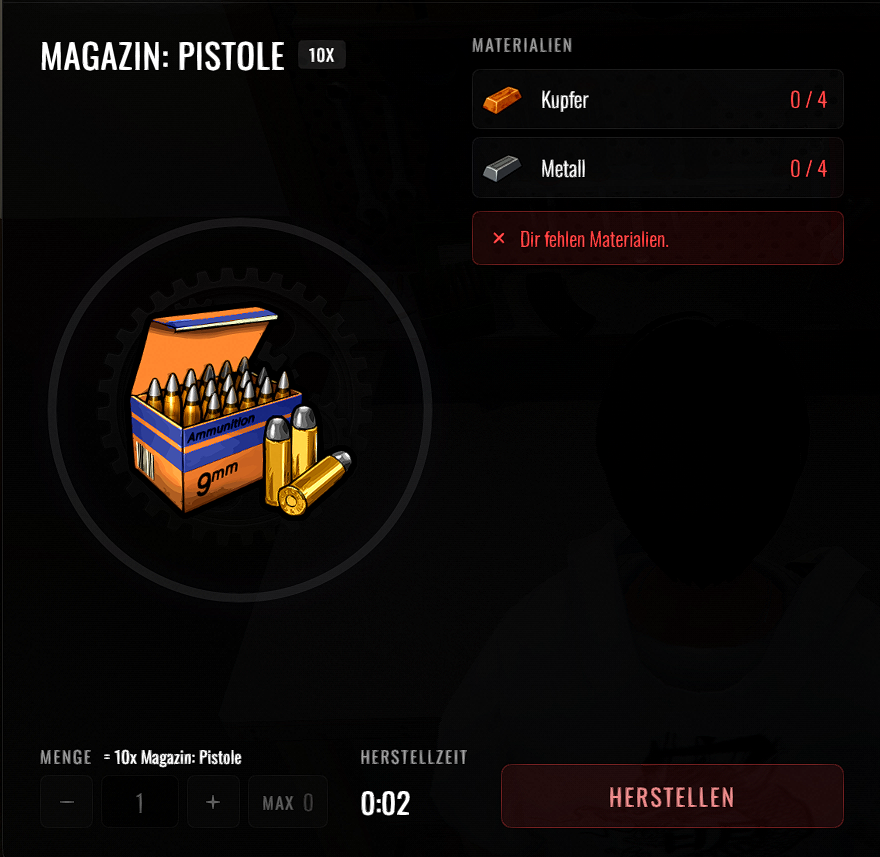 MAGAZIN: PISTOLE 10X
MATERIALIEN
Kupfer 0 / 4
Metall 0 / 4
× Dir fehlen Materialien.
Ammunition
9mm
MENGE = 10x Magazin: Pistole
− 1 + MAX 0
HERSTELLZEIT
0:02
HERSTELLEN